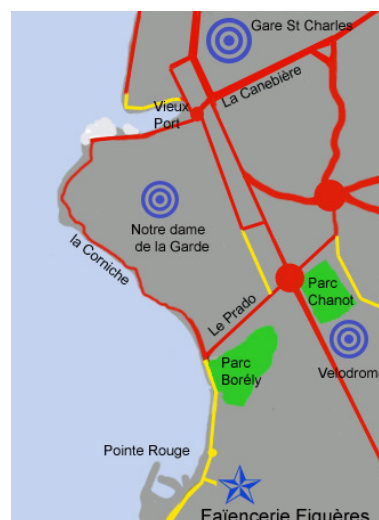 Gare St Charles
La Canebière
Vieux
Port
Notre dame
de la Garde
la Corniche
Le Prado
Parc
Chanot
Parc
Borély
Velodrome
Pointe Rouge
Faïencerie Figuères